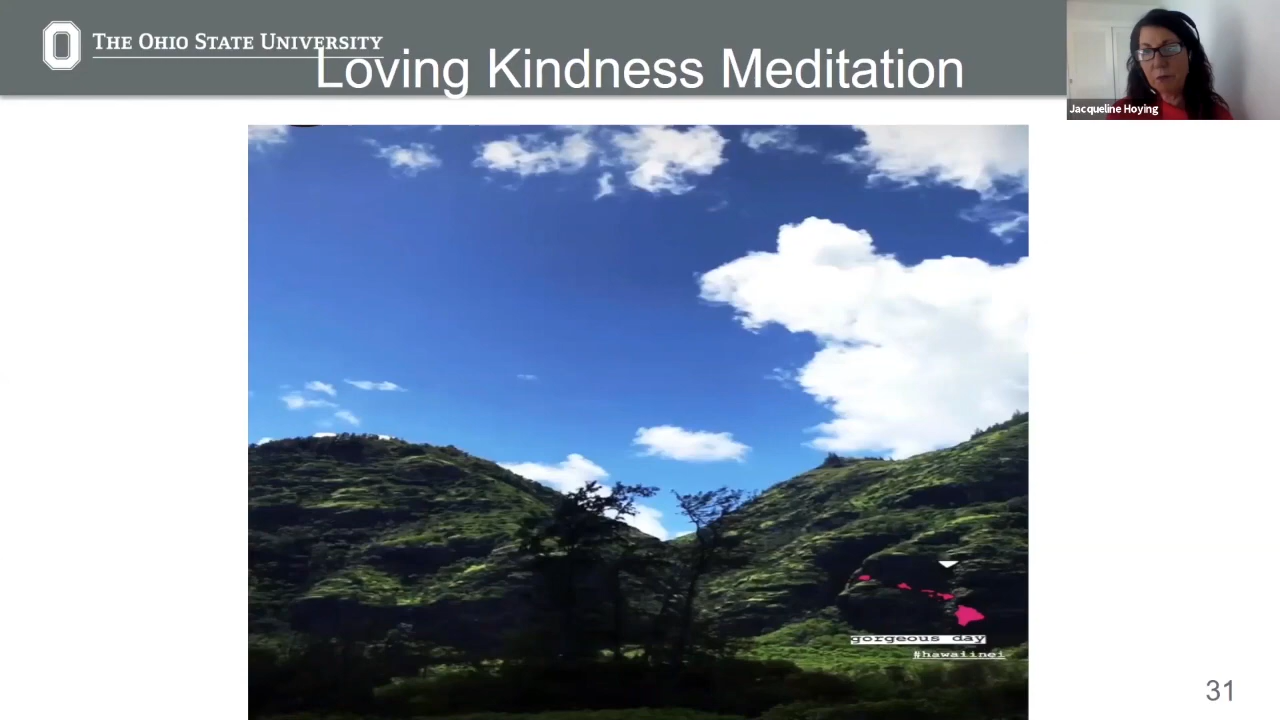 The Ohio State University
Loving Kindness Meditation
Jacqueline Hoying
gorgeous day
#hawaiinei
31